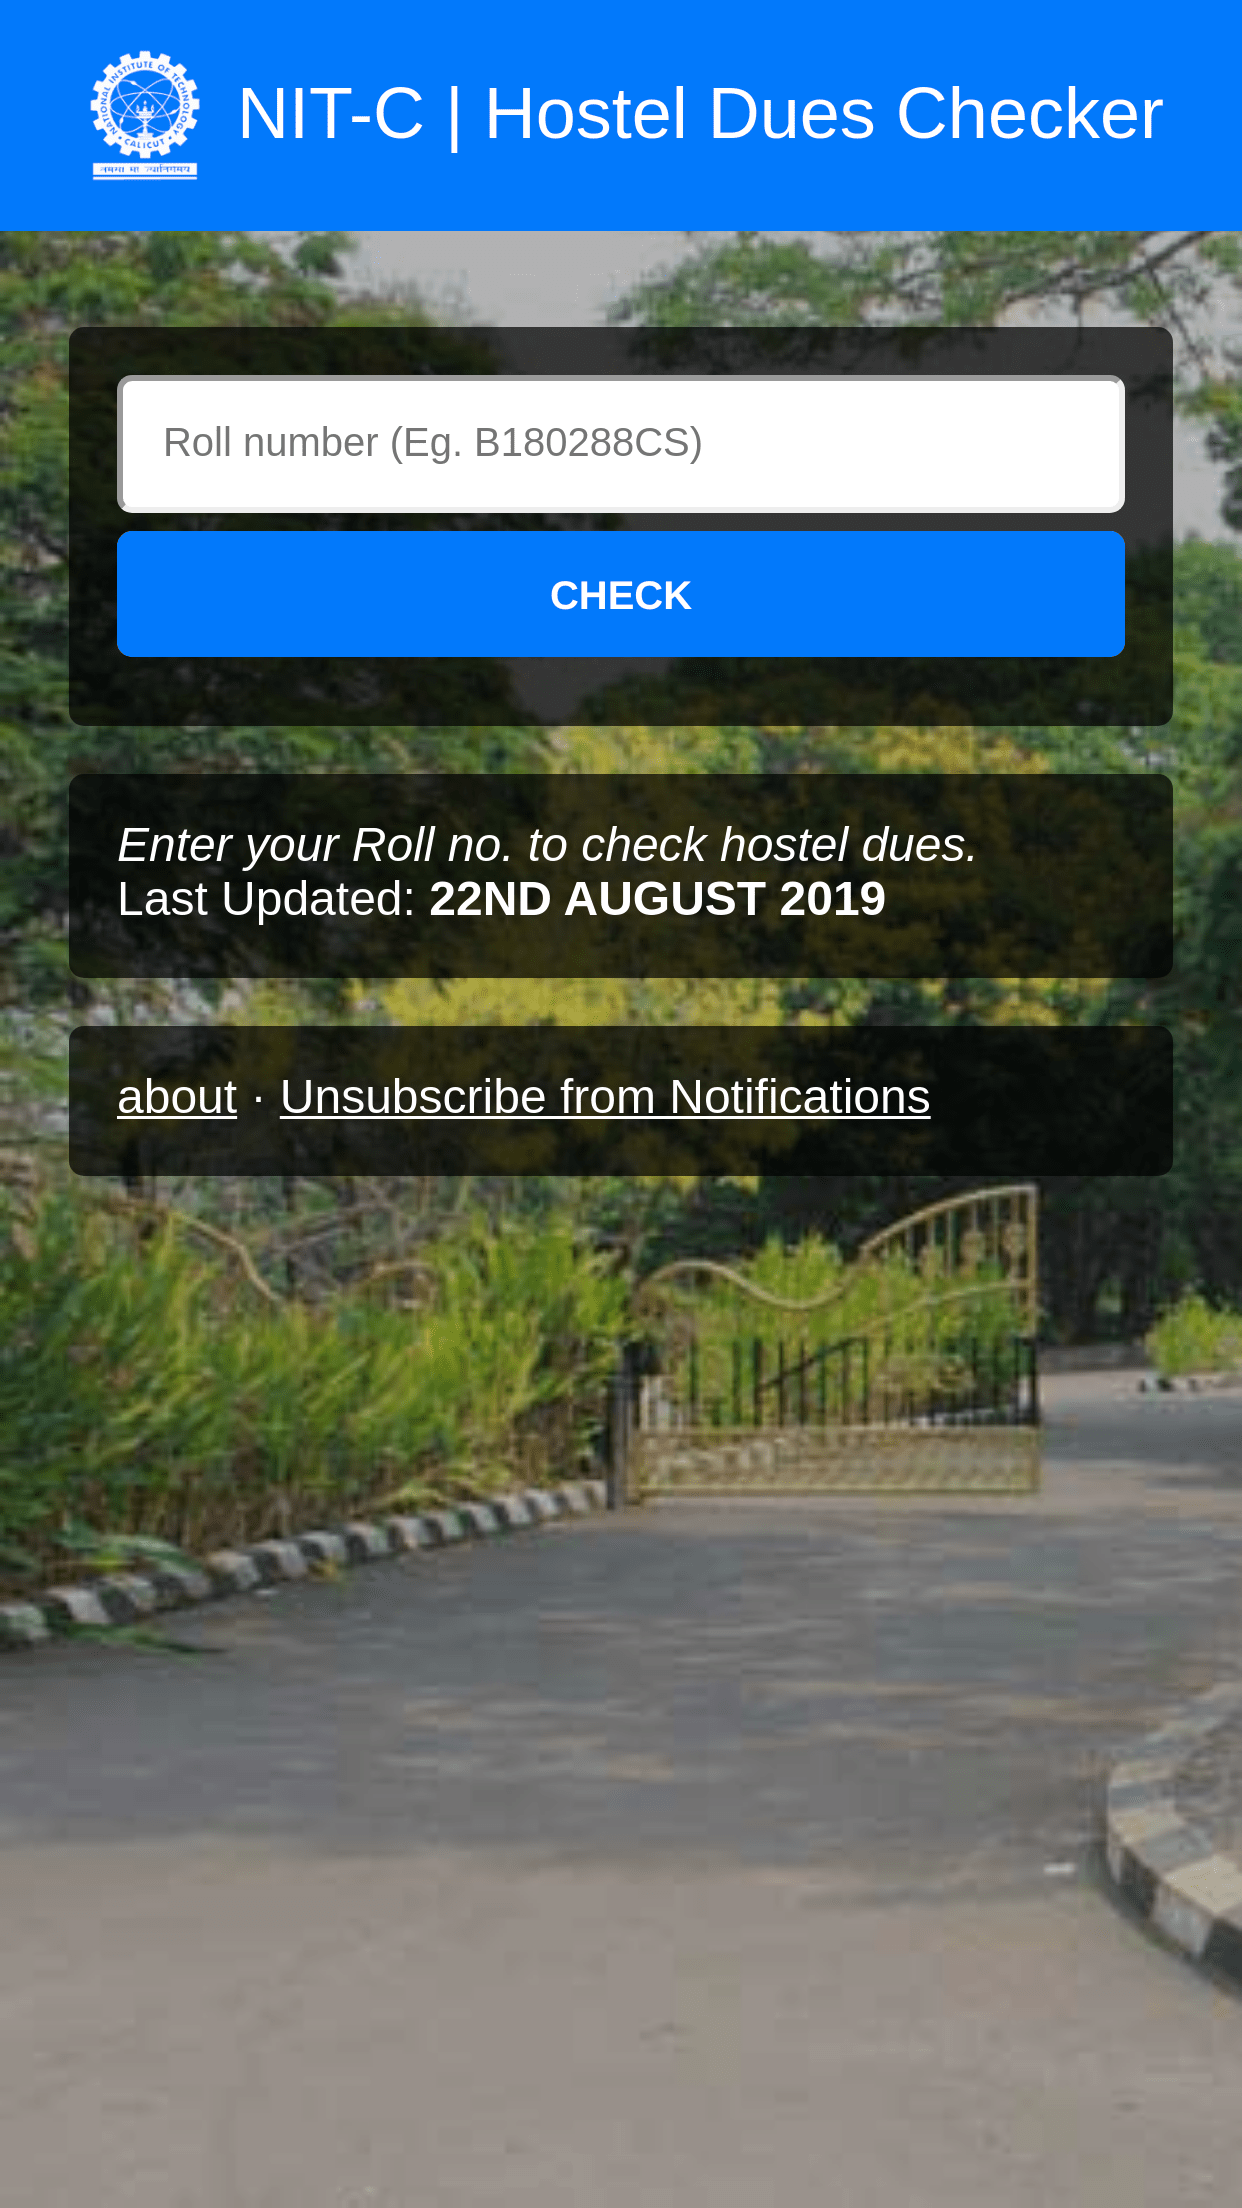 NATIONAL INSTITUTE OF TECHNOLOGY
CALICUT
NIT-C | Hostel Dues Checker
Roll number (Eg. B180288CS)
CHECK
Enter your Roll no. to check hostel dues.
Last Updated: 22ND AUGUST 2019
about · Unsubscribe from Notifications